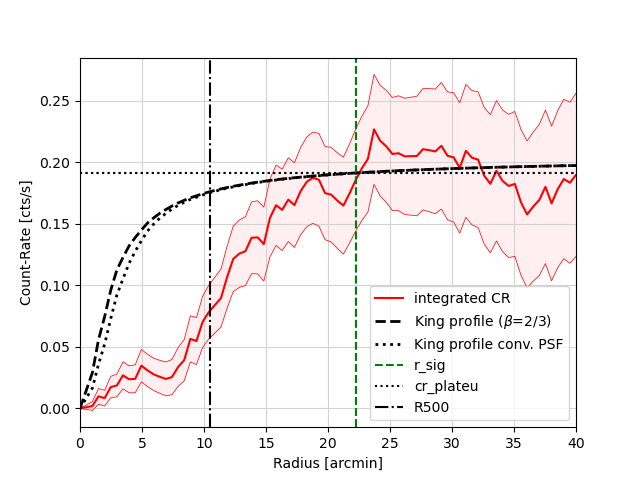 0.25
0.20
0.15
0.10
0.05
0.00
Count-Rate [cts/s]
integrated CR
King profile (β=2/3)
King profile conv. PSF
r_sig
cr_plateu
R500
0 5 10 15 20 25 30 35 40
Radius [arcmin]